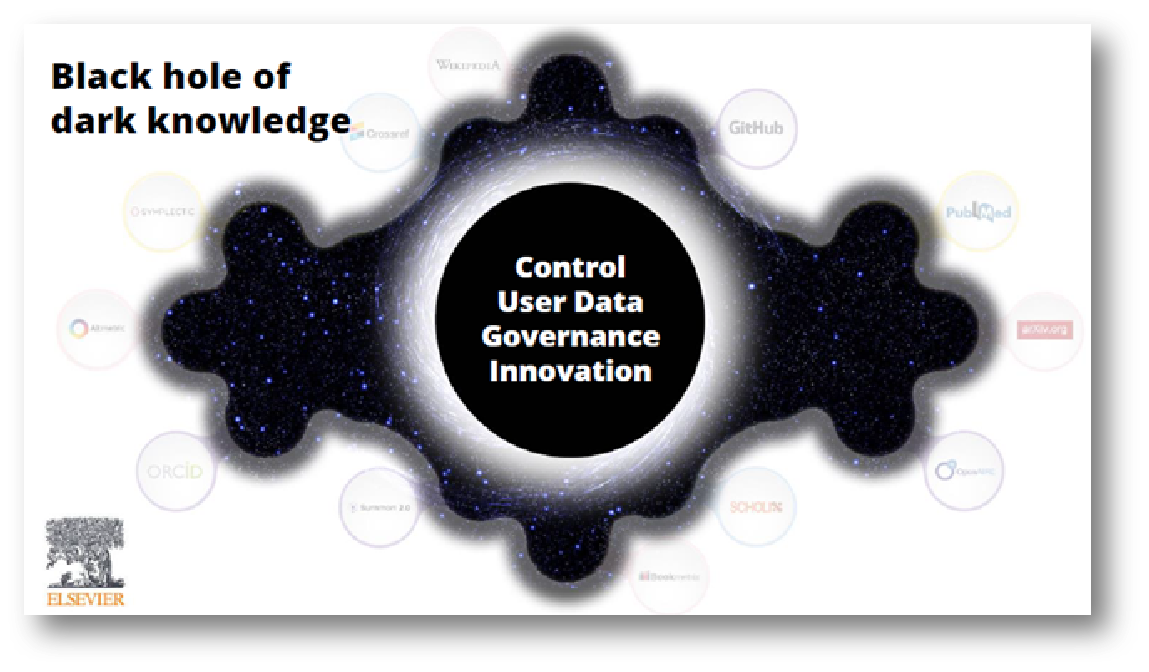 Black hole of
dark knowledge
WIKIPEDIA
Crossref
GitHub
SYMPLECTIC
PubMed
Control
User Data
Governance
Innovation
Altmetric
arXiv.org
ORCID
OpenAIRE
Summon 2.0
SCHOLIX
Bookmetrix
ELSEVIER